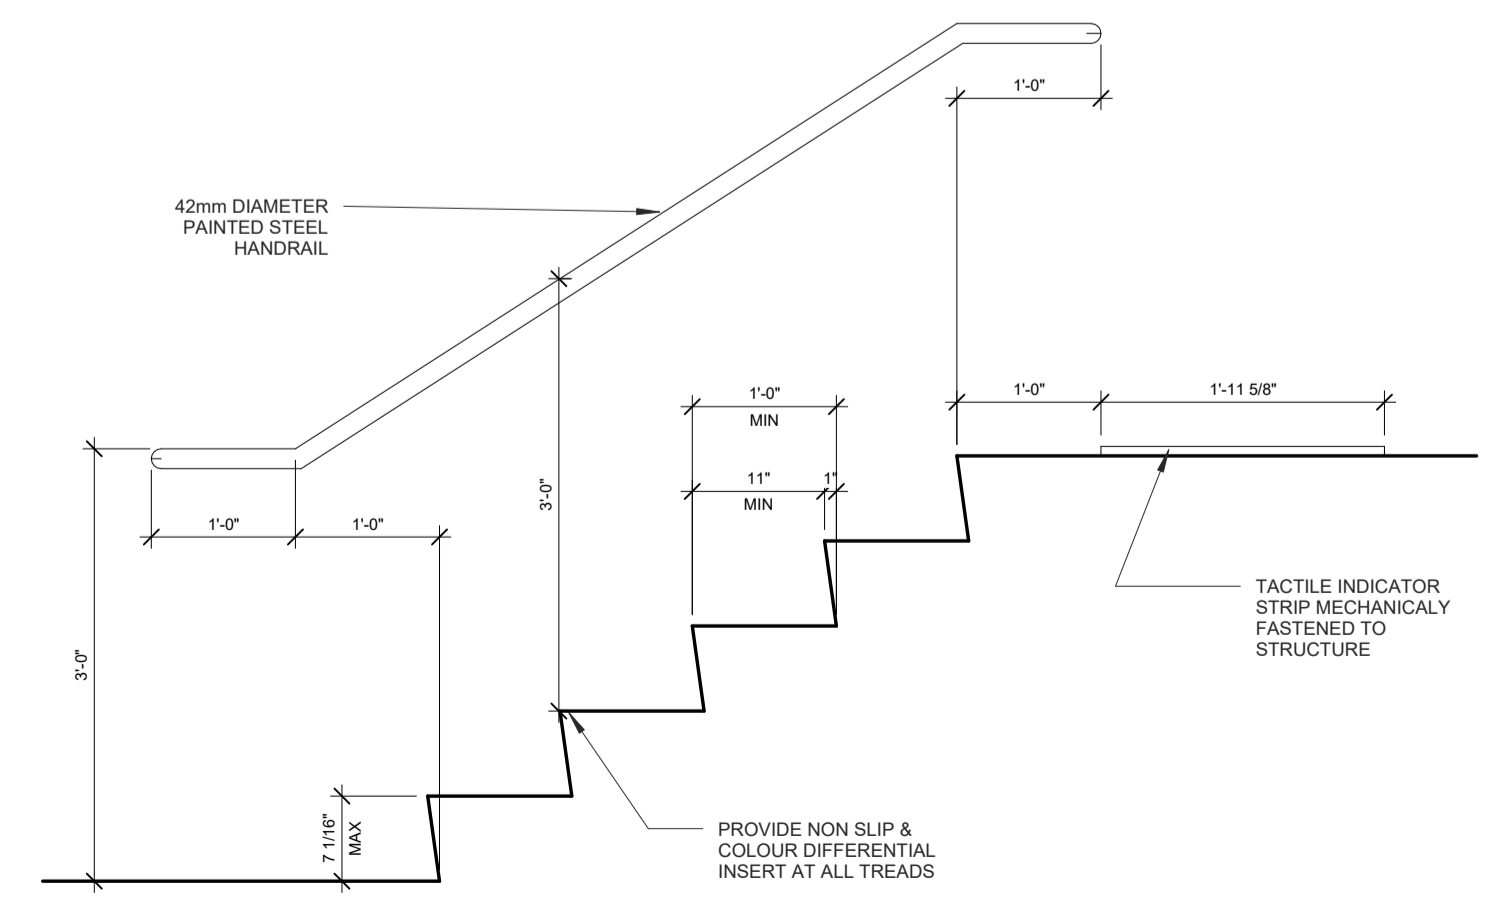 1'-0"
42mm DIAMETER
PAINTED STEEL
HANDRAIL
1'-0"
MIN
1'-0"
1'-11 5/8"
3'-0"
11"
MIN
1"
1'-0"
1'-0"
TACTILE INDICATOR
STRIP MECHANICALY
FASTENED TO
STRUCTURE
3'-0"
7 1/16"
MAX
PROVIDE NON SLIP &
COLOUR DIFFERENTIAL
INSERT AT ALL TREADS